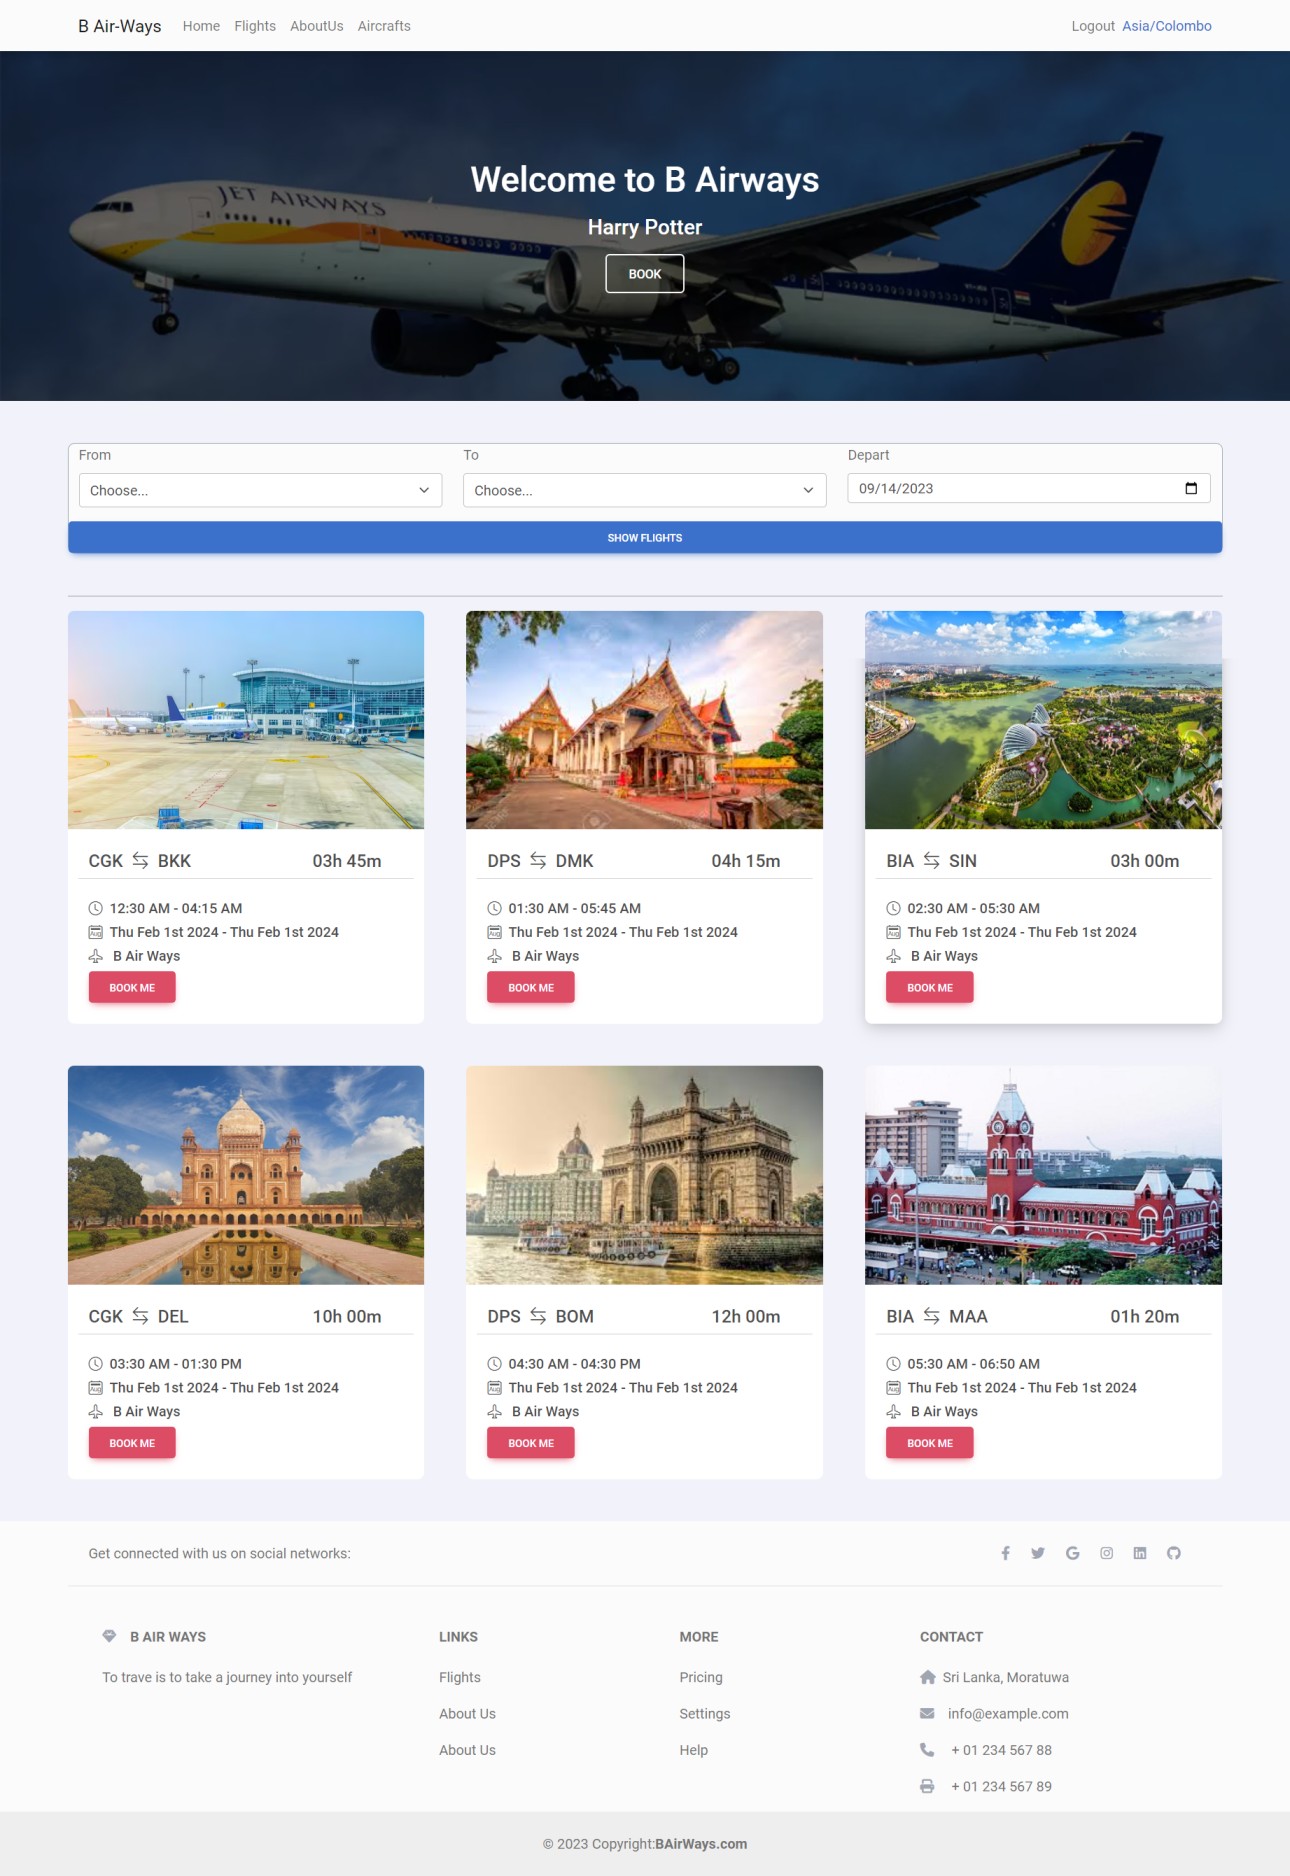 B Air-Ways Home Flights AboutUs Aircrafts Logout Asia/Colombo
JET AIRWAYS
Welcome to B Airways
Harry Potter
BOOK
From To Depart
Choose... Choose... 09/14/2023
SHOW FLIGHTS
CGK BKK 03h 45m
12:30 AM - 04:15 AM
Thu Feb 1st 2024 - Thu Feb 1st 2024
B Air Ways
BOOK ME
DPS DMK 04h 15m
01:30 AM - 05:45 AM
Thu Feb 1st 2024 - Thu Feb 1st 2024
B Air Ways
BOOK ME
BIA SIN 03h 00m
02:30 AM - 05:30 AM
Thu Feb 1st 2024 - Thu Feb 1st 2024
B Air Ways
BOOK ME
CGK DEL 10h 00m
03:30 AM - 01:30 PM
Thu Feb 1st 2024 - Thu Feb 1st 2024
B Air Ways
BOOK ME
DPS BOM 12h 00m
04:30 AM - 04:30 PM
Thu Feb 1st 2024 - Thu Feb 1st 2024
B Air Ways
BOOK ME
BIA MAA 01h 20m
05:30 AM - 06:50 AM
Thu Feb 1st 2024 - Thu Feb 1st 2024
B Air Ways
BOOK ME
Get connected with us on social networks:
B AIR WAYS
To trave is to take a journey into yourself
LINKS
Flights
About Us
About Us
MORE
Pricing
Settings
Help
CONTACT
Sri Lanka, Moratuwa
info@example.com
+ 01 234 567 88
+ 01 234 567 89
© 2023 Copyright:BAirWays.com